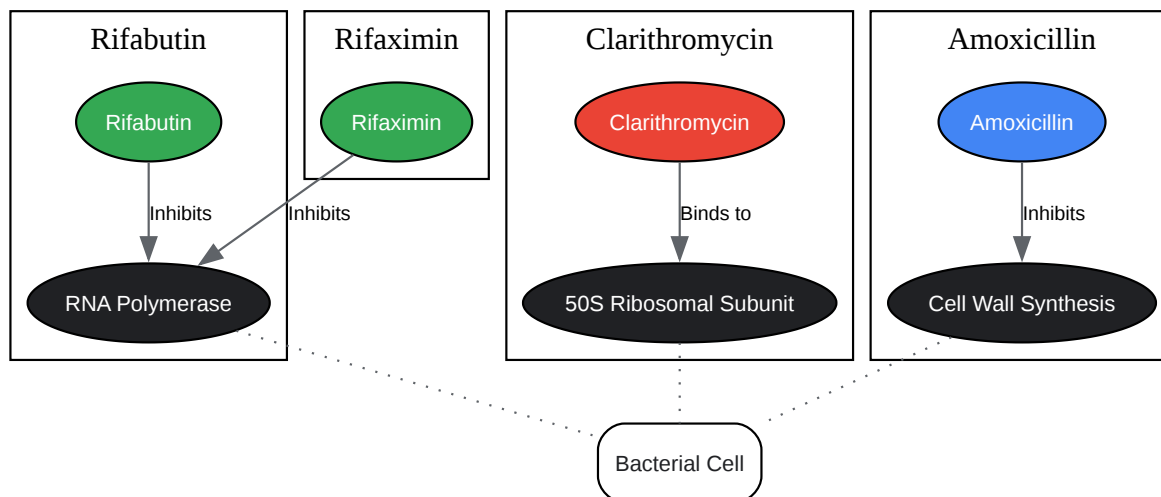 Rifabutin
Rifaximin
Clarithromycin
Amoxicillin
Rifabutin
Rifaximin
Clarithromycin
Amoxicillin
Inhibits
Inhibits
Binds to
Inhibits
RNA Polymerase
50S Ribosomal Subunit
Cell Wall Synthesis
Bacterial Cell